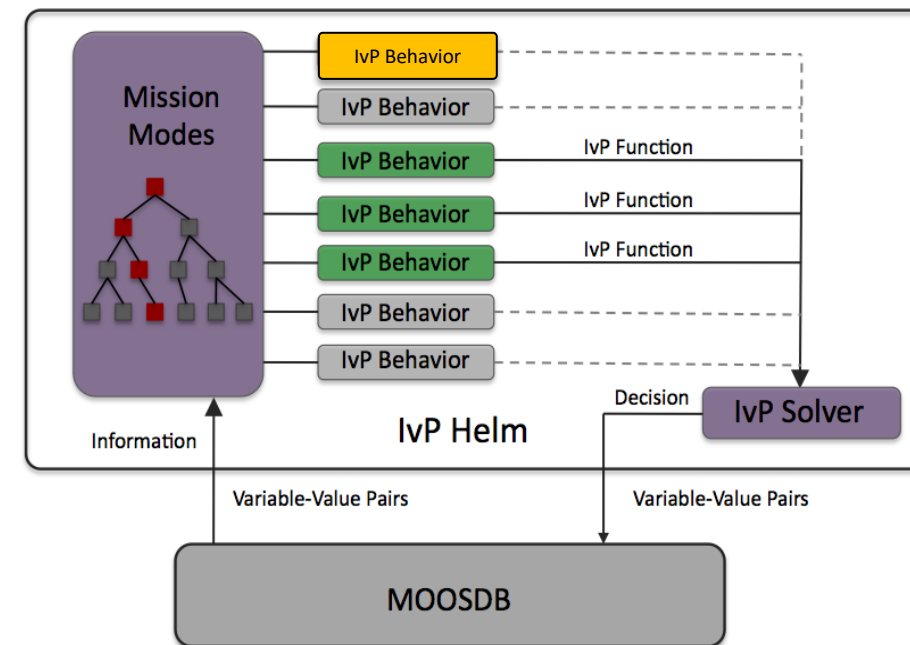 Mission
Modes
IvP Behavior
IvP Behavior
IvP Behavior
IvP Function
IvP Behavior
IvP Function
IvP Behavior
IvP Function
IvP Behavior
IvP Behavior
Decision
IvP Solver
IvP Helm
Information
Variable-Value Pairs
Variable-Value Pairs
MOOSDB